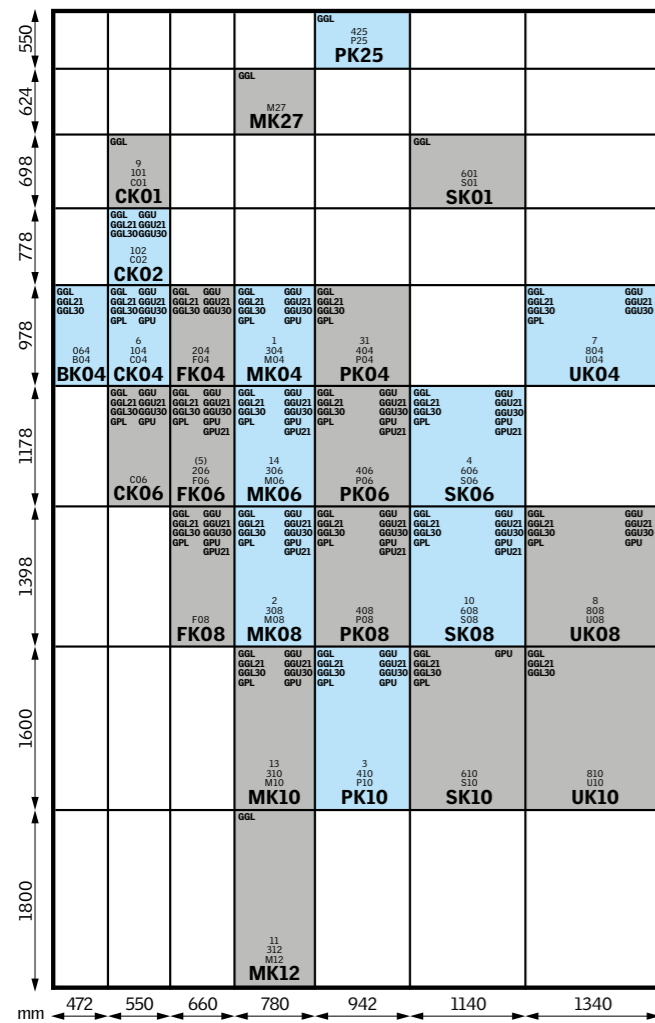 550
GGL
425
P25
PK25
624
GGL
M27
MK27
698
GGL
9
101
C01
CK01
GGL
601
S01
SK01
778
GGL GGU
GGL21 GGU21
GGL30 GGU30
102
C02
CK02
978
GGL
GGL21
GGL30
064
B04
BK04
GGL GGU
GGL21 GGU21
GGL30 GGU30
GPL GPU
6
104
C04
CK04
GGL GGU
GGL21 GGU21
GGL30 GGU30
204
F04
FK04
GGL GGU
GGL21 GGU21
GGL30 GGU30
GPL GPU
1
304
M04
MK04
GGL GGU
GGL21 GGU21
GGL30 GGU30
GPL GPU
31
404
P04
PK04
GGL GGU
GGL21 GGU21
GGL30 GGU30
GPL
7
804
U04
UK04
1178
GGL GGU
GGL21 GGU21
GGL30 GGU30
GPL GPU
C06
CK06
GGL GGU
GGL21 GGU21
GGL30 GGU30
GPL GPU
GPU21
(5)
206
F06
FK06
GGL GGU
GGL21 GGU21
GGL30 GGU30
GPL GPU
GPU21
14
306
M06
MK06
GGL GGU
GGL21 GGU21
GGL30 GGU30
GPL GPU
GPU21
406
P06
PK06
GGL GGU
GGL21 GGU21
GGL30 GGU30
GPL GPU
GPU21
4
606
S06
SK06
1398
GGL GGU
GGL21 GGU21
GGL30 GGU30
GPL GPU
GPU21
F08
FK08
GGL GGU
GGL21 GGU21
GGL30 GGU30
GPL GPU
GPU21
2
308
M08
MK08
GGL GGU
GGL21 GGU21
GGL30 GGU30
GPL GPU
GPU21
408
P08
PK08
GGL GGU
GGL21 GGU21
GGL30 GGU30
GPL GPU
GPU21
10
608
S08
SK08
GGL GGU
GGL21 GGU21
GGL30 GGU30
GPL GPU
8
808
U08
UK08
1600
GGL GGU
GGL21 GGU21
GGL30 GGU30
GPL GPU
13
310
M10
MK10
GGL GGU
GGL21 GGU21
GGL30 GGU30
GPL GPU
3
410
P10
PK10
GGL GPU
GGL21
GGL30
GPL
610
S10
SK10
GGL
GGL21
GGL30
810
U10
UK10
1800
GGL
11
312
M12
MK12
mm 472 550 660 780 942 1140 1340